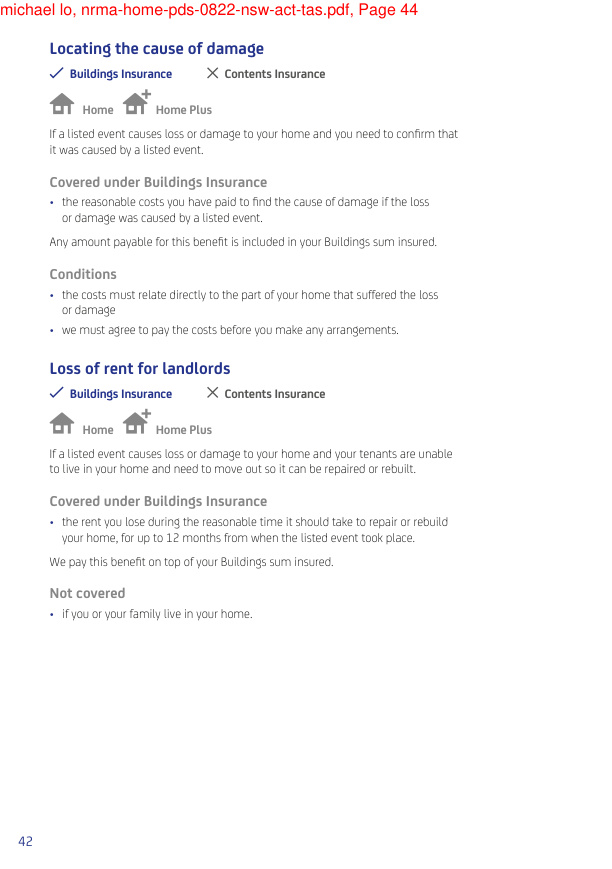 michael lo, nrma-home-pds-0822-nsw-act-tas.pdf, Page 44
Locating the cause of damage
Buildings Insurance Contents Insurance
Home Home Plus
If a listed event causes loss or damage to your home and you need to confirm that
it was caused by a listed event.
Covered under Buildings Insurance
• the reasonable costs you have paid to find the cause of damage if the loss
or damage was caused by a listed event.
Any amount payable for this benefit is included in your Buildings sum insured.
Conditions
• the costs must relate directly to the part of your home that suffered the loss
or damage
• we must agree to pay the costs before you make any arrangements.
Loss of rent for landlords
Buildings Insurance Contents Insurance
Home Home Plus
If a listed event causes loss or damage to your home and your tenants are unable
to live in your home and need to move out so it can be repaired or rebuilt.
Covered under Buildings Insurance
• the rent you lose during the reasonable time it should take to repair or rebuild
your home, for up to 12 months from when the listed event took place.
We pay this benefit on top of your Buildings sum insured.
Not covered
• if you or your family live in your home.
42